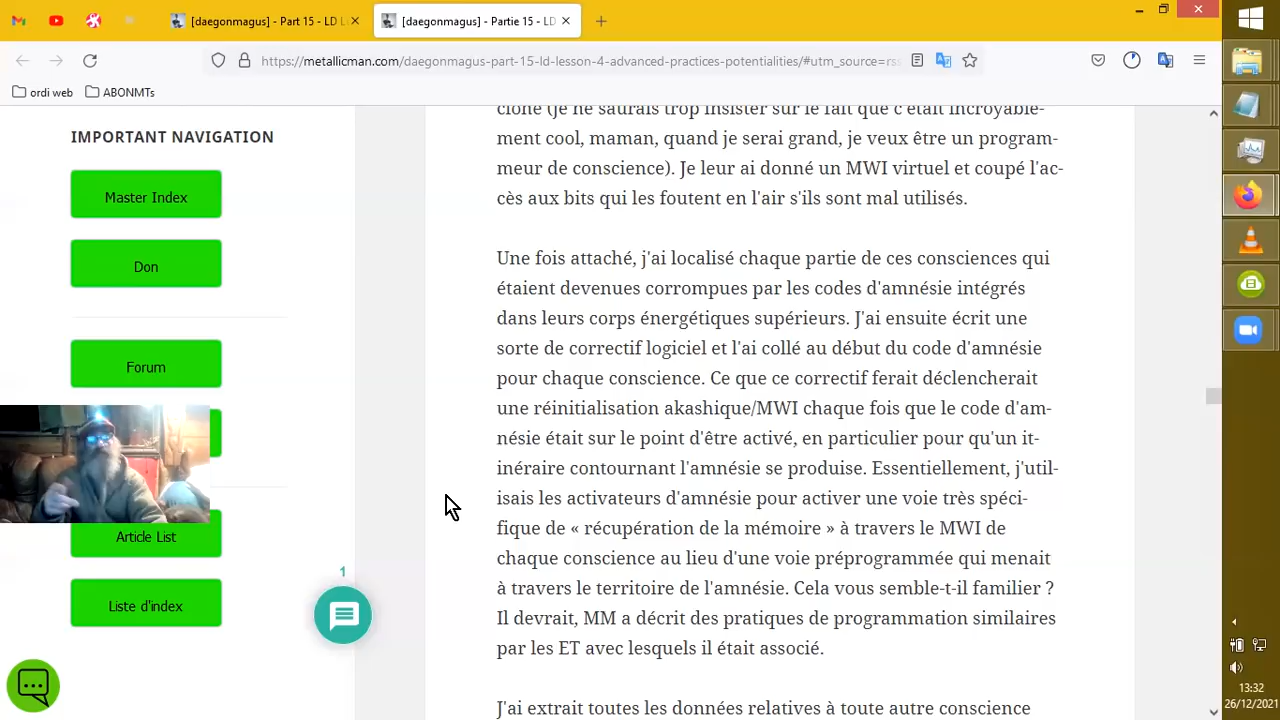 [daegonmagus] - Part 15 - LD L
[daegonmagus] - Partie 15 - LD
https://metallicman.com/daegonmagus-part-15-ld-lesson-4-advanced-practices-potentialities/#utm_source=rss
ordi web
ABONMTs
IMPORTANT NAVIGATION
Master Index
Don
Forum
Article List
Liste d'index
1
clone (je ne saurais trop insister sur le fait que c'était incroyable-
ment cool, maman, quand je serai grand, je veux être un program-
meur de conscience). Je leur ai donné un MWI virtuel et coupé l'ac-
cès aux bits qui les foutent en l'air s'ils sont mal utilisés.
Une fois attaché, j'ai localisé chaque partie de ces consciences qui
étaient devenues corrompues par les codes d'amnésie intégrés
dans leurs corps énergétiques supérieurs. J'ai ensuite écrit une
sorte de correctif logiciel et l'ai collé au début du code d'amnésie
pour chaque conscience. Ce que ce correctif ferait déclencherait
une réinitialisation akashique/MWI chaque fois que le code d'am-
nésie était sur le point d'être activé, en particulier pour qu'un it-
inéraire contournant l'amnésie se produise. Essentiellement, j'util-
isais les activateurs d'amnésie pour activer une voie très spéci-
fique de « récupération de la mémoire » à travers le MWI de
chaque conscience au lieu d'une voie préprogrammée qui menait
à travers le territoire de l'amnésie. Cela vous semble-t-il familier ?
Il devrait, MM a décrit des pratiques de programmation similaires
par les ET avec lesquels il était associé.
J'ai extrait toutes les données relatives à toute autre conscience
13:32
26/12/2021